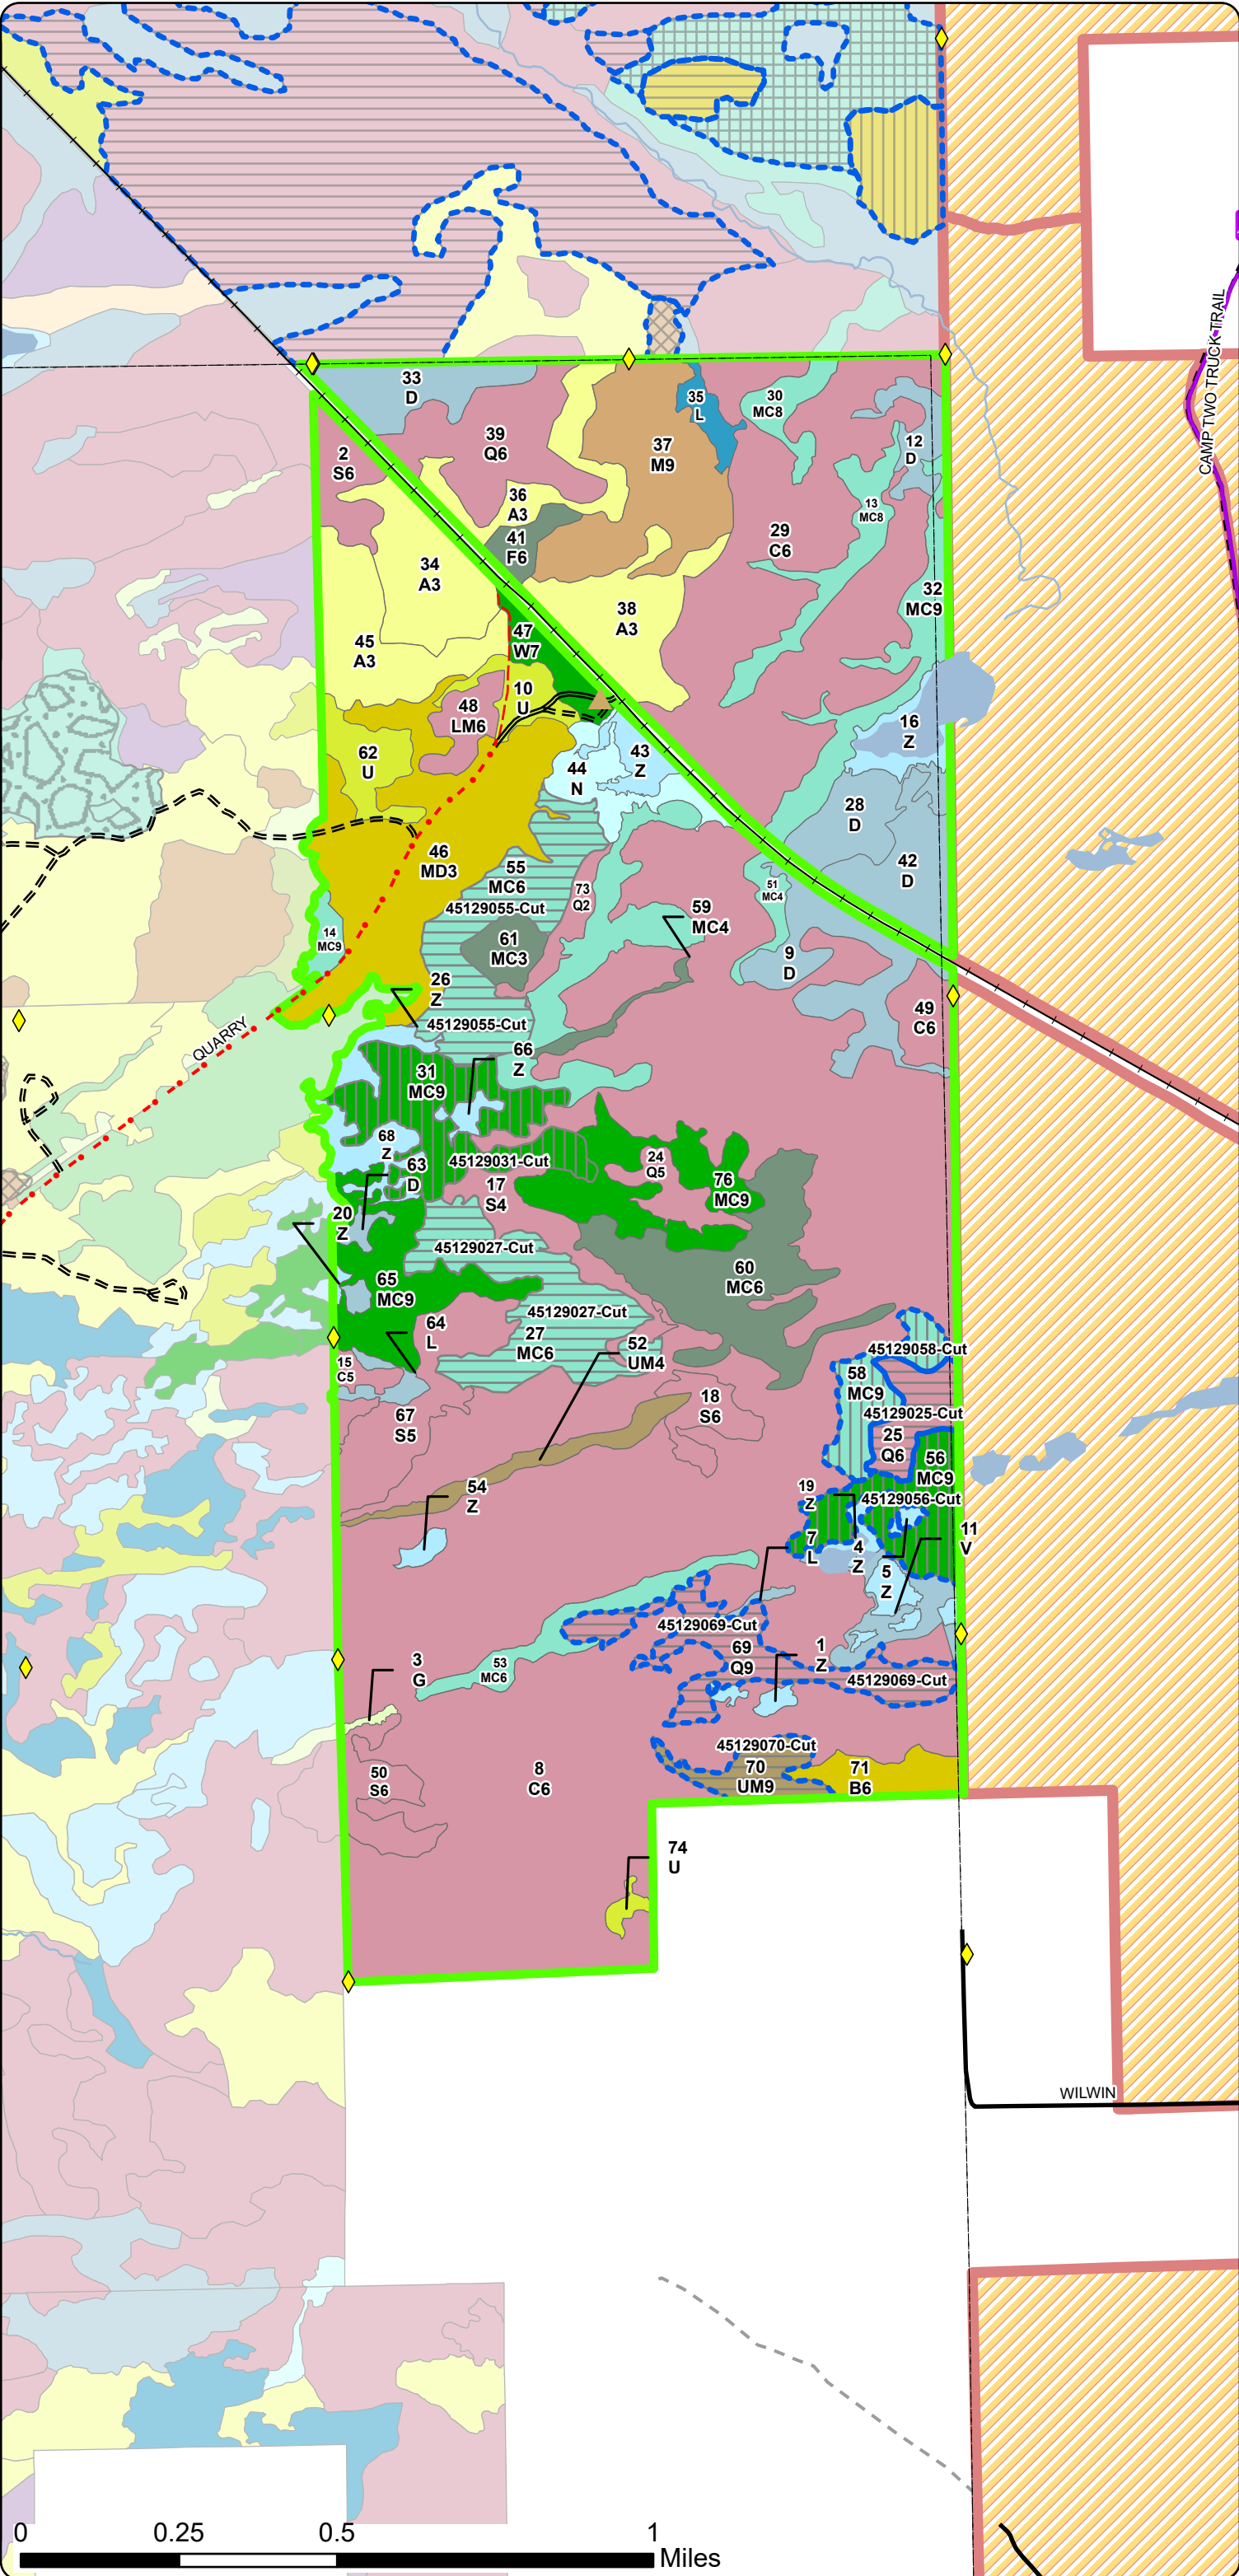 33
D
35
L
30
MC8
CAMP TWO TRUCK TRAIL
39
Q6
2
S6
37
M9
12
D
36
A3
13
MC8
29
C6
41
F6
34
A3
32
MC9
38
A3
47
W7
45
A3
10
U
48
LM6
16
Z
62
U
43
Z
44
N
28
D
46
MD3
42
D
55
MC6
51
MC4
73
Q2
45129055-Cut
59
MC4
14
MC9
61
MC3
9
D
26
Z
49
C6
45129055-Cut
QUARRY
66
Z
31
MC9
68
Z
45129031-Cut
63
D
24
Q5
17
S4
76
MC9
20
Z
45129027-Cut
60
MC6
65
MC9
45129027-Cut
64
L
27
MC6
52
UM4
45129058-Cut
15
C5
58
MC9
18
S6
67
S5
45129025-Cut
25
Q6
56
MC9
54
Z
19
Z
45129056-Cut
7
L
4
Z
11
V
5
Z
45129069-Cut
69
Q9
1
Z
3
G
53
MC6
45129069-Cut
45129070-Cut
50
S6
8
C6
70
UM9
71
B6
74
U
WILWIN
0 0.25 0.5 1
Miles